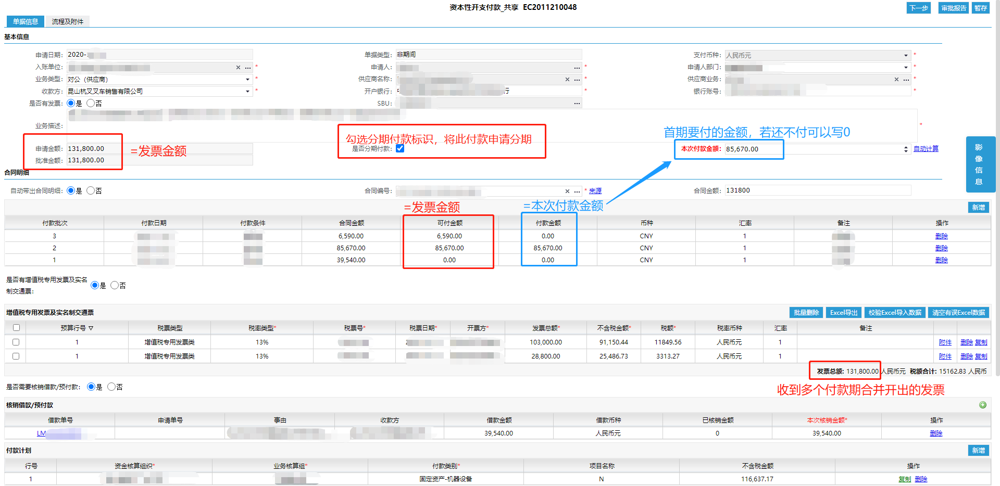 资本性开支付款_共享 EC2011210048
下一步 审批报告 暂存
单据信息 流程及附件
基本信息
申请日期: 2020- 单据类型: 非期间 支付币种: 人民币元 *
入账单位: × ... * 申请人: ... * 申请人部门: *
业务类型: 对公（供应商） * 供应商名称: × ... * 供应商业务: × ... *
收款方: 昆山杭叉叉车销售有限公司 * 开户银行: 行 * 银行账号: *
是否有发票: 是 否 SBU: ...
业务描述: *
首期要付的金额，若还不付可以写0
勾选分期付款标识，将此付款申请分期
申请金额: 131,800.00 =发票金额 是否分期付款: 本次付款金额: 85,670.00 自动计算
批准金额: 131,800.00
影像信息
合同明细
自动带出合同明细: 是 否 合同编号: × ... * 来源 合同金额: 131800
=发票金额 =本次付款金额 新增
付款批次 付款日期 付款条件 合同金额 可付金额 付款金额 币种 汇率 备注 操作
3 6,590.00 6,590.00 0.00 CNY 1 删除
2 85,670.00 85,670.00 85,670.00 CNY 1 删除
1 39,540.00 0.00 0.00 CNY 1 删除
是否有增值税专用发票及实名
制交通票: 是 否
增值税专用发票及实名制交通票 批量删除 Excel导出 校验Excel导入数据 清空有误Excel数据
预算行号 ▽ 税票类型 税率类型* 税票号* 税票日期* 开票方* 发票总额* 不含税金额* 税额* 税率币种 汇率 备注
1 增值税专用发票类 13% 103,000.00 91,150.44 11849.56 人民币元 1 附件 删除 复制
1 增值税专用发票类 13% 28,800.00 25,486.73 3313.27 人民币元 1 附件 删除 复制
发票总额: 131,800.00 人民币元 税额合计: 15162.83 人民币
是否需要核销借款/预付款: 是 否
收到多个付款期合并开出的发票
核销借款/预付款
借款单号 申请单号 事由 收款方 借款金额 借款币种 已核销金额 本次核销金额* 操作
LM 39,540.00 人民币元 0 39,540.00 删除
付款计划 新增
行号 资金核算组织* 业务核算组* 付款类别* 项目名称 不含税金额 操作
1 固定资产-机器设备 N 116,637.17 复制 删除